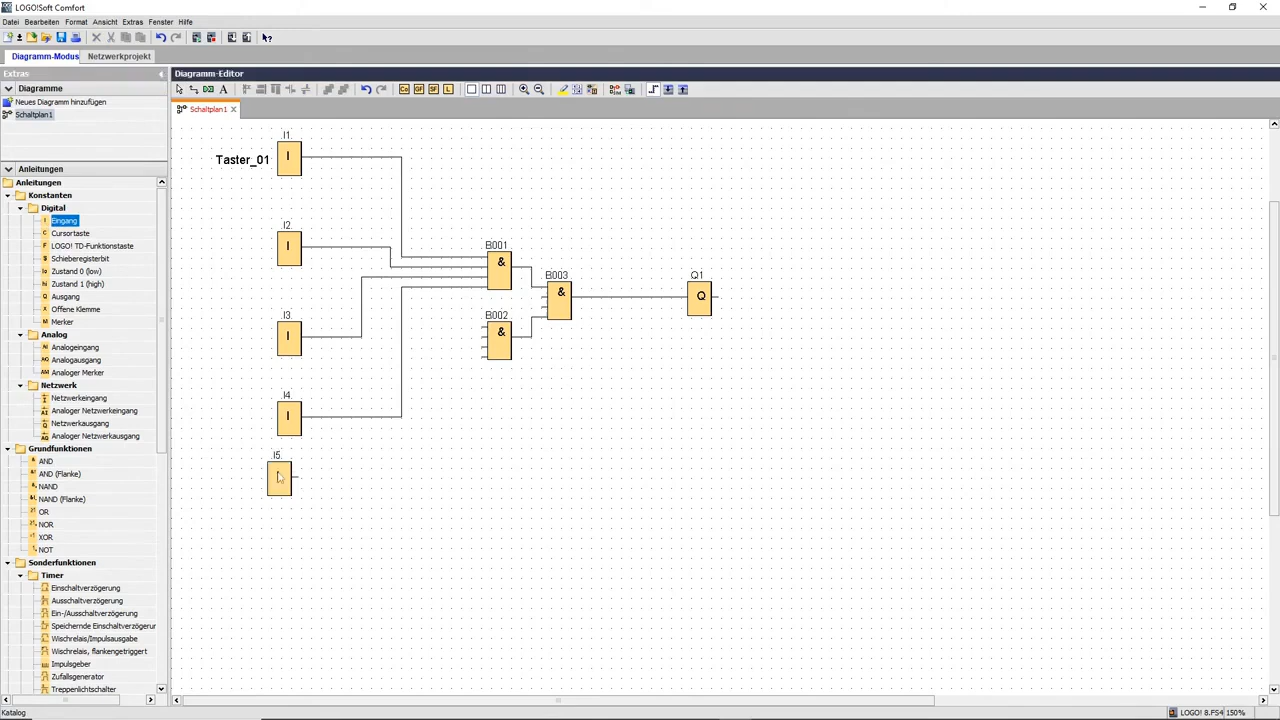 LOGO!Soft Comfort
Datei Bearbeiten Format Ansicht Extras Fenster Hilfe
Diagramm-Modus Netzwerkprojekt
Extras
Diagramme
Neues Diagramm hinzufügen
Schaltplan1
Anleitungen
Anleitungen
Konstanten
Digital
Eingang
Cursortaste
LOGO! TD-Funktionstaste
Schieberegisterbit
Zustand 0 (low)
Zustand 1 (high)
Ausgang
Offene Klemme
Merker
Analog
Analogeingang
Analogausgang
Analoger Merker
Netzwerk
Netzwerkeingang
Analoger Netzwerkeingang
Netzwerkausgang
Analoger Netzwerkausgang
Grundfunktionen
AND
AND (Flanke)
NAND
NAND (Flanke)
OR
NOR
XOR
NOT
Sonderfunktionen
Timer
Einschaltverzögerung
Ausschaltverzögerung
Ein-/Ausschaltverzögerung
Speichernde Einschaltverzögerur
Wischrelais/Impulsausgabe
Wischrelais, flankengetriggert
Impulsgeber
Zufallsgenerator
Treppenlichtschalter
Katalog
Diagramm-Editor
A Co GF SF L
Schaltplan1
I1
Taster_01 I
I2
I
B001
&
B003
&
Q1
Q
I3
I
B002
&
I4
I
I5
LOGO! 8.FS4 150%